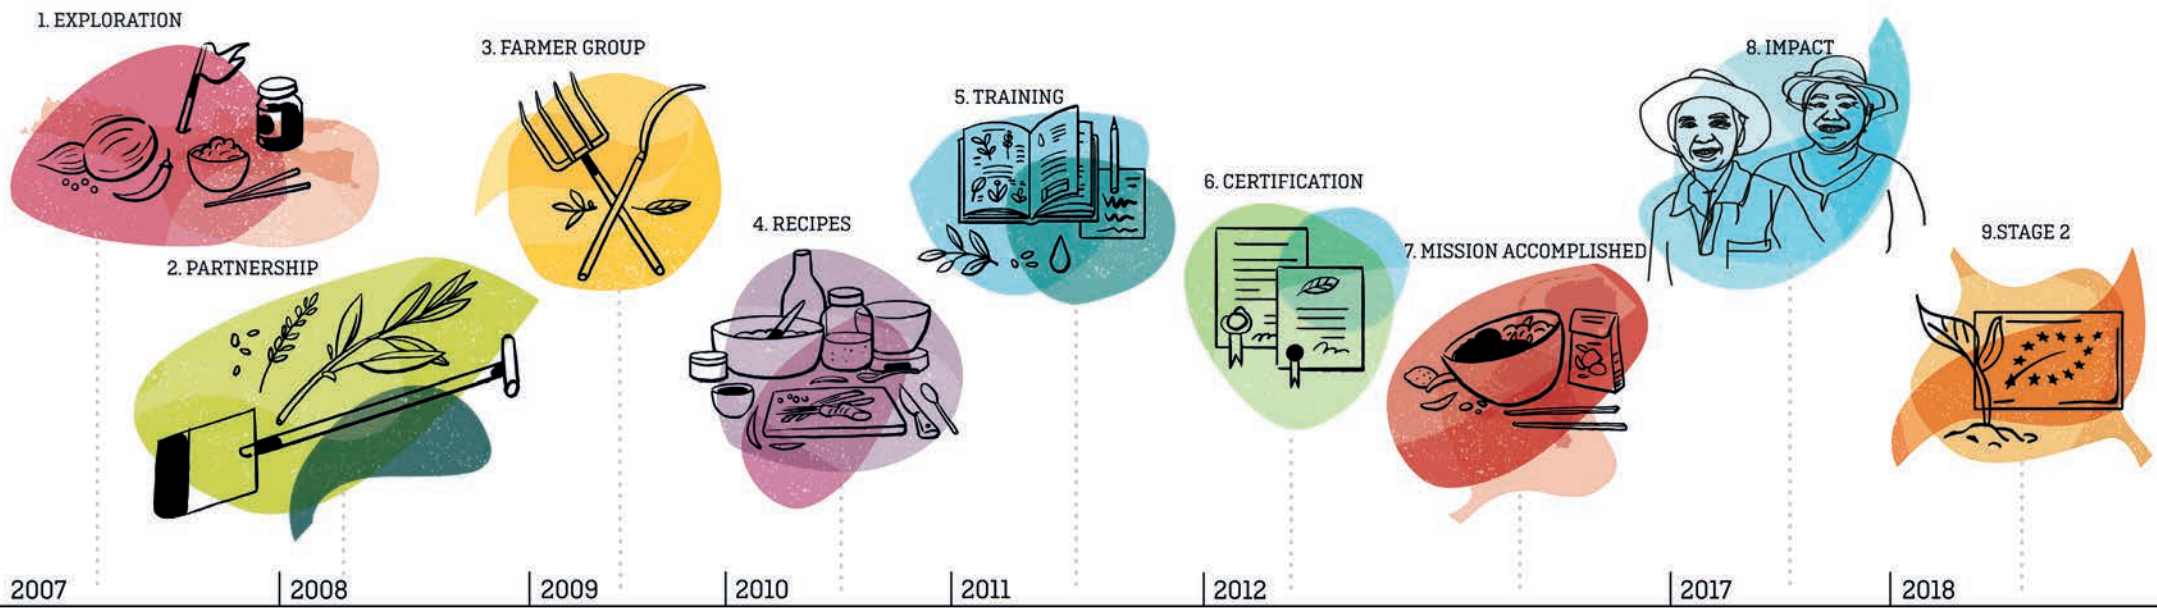 1. EXPLORATION
2. PARTNERSHIP
3. FARMER GROUP
4. RECIPES
5. TRAINING
6. CERTIFICATION
7. MISSION ACCOMPLISHED
8. IMPACT
9.STAGE 2
2007
2008
2009
2010
2011
2012
2017
2018